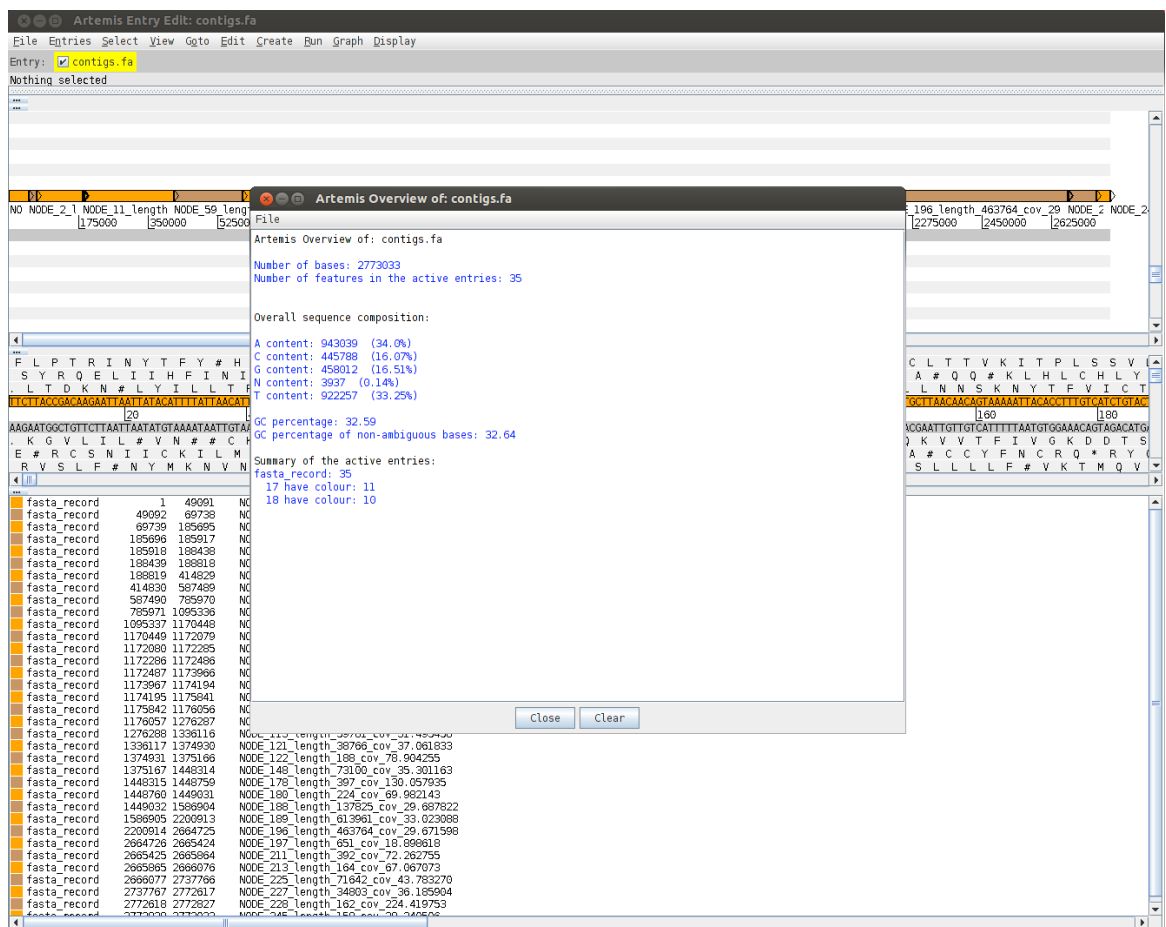 Artemis Entry Edit: contigs.fa
File Entries Select View Goto Edit Create Run Graph Display
Entry: contigs.fa
Nothing selected
NO NODE_2_l NODE_11_length NODE_59_leng
175000 350000 52500
_196_length_463764_cov_29 NODE_2 NODE_2
2275000 2450000 2625000
Artemis Overview of: contigs.fa
File
Artemis Overview of: contigs.fa
Number of bases: 2773033
Number of features in the active entries: 35
Overall sequence composition:
A content: 943039 (34.0%)
C content: 445788 (16.07%)
G content: 458012 (16.51%)
N content: 3937 (0.14%)
T content: 922257 (33.25%)
GC percentage: 32.59
GC percentage of non-ambiguous bases: 32.64
Summary of the active entries:
fasta_record: 35
17 have colour: 11
18 have colour: 10
Close Clear
F L P T R I N Y T F Y # H
S Y R Q E L I I H F I N I
. L T D K N # L Y I L L T
TTCTTACCGACAAGAATTAATTATACATTTTATTAACATT
20
AAGAATGGCTGTTCTTAATTAATATGTAAAATAATTGTAA
. K G V L I L # V N # # C
E # R C S N I I C K I L M
R V S L F # N Y M K N V N
C L T T V K I T P L S S V
A # Q Q # K L H L C H L Y
L N N S K N Y T F V I C T
GCTTAACAACAGTAAAAATTACACCTTTGTCATCTGTACT
160 180
ACGAATTGTTGTCATTTTTAATGTGGAAACAGTAGACATG
K V V T F I V G K D D T S
A # C C Y F N C R Q * R Y
S L L L L F # V K T M Q V
fasta_record 1 49091
fasta_record 49092 69738
fasta_record 69739 185695
fasta_record 185696 185917
fasta_record 185918 188438
fasta_record 188439 188818
fasta_record 188819 414829
fasta_record 414830 587489
fasta_record 587490 785970
fasta_record 785971 1095336
fasta_record 1095337 1170448
fasta_record 1170449 1172079
fasta_record 1172080 1172285
fasta_record 1172286 1172486
fasta_record 1172487 1173966
fasta_record 1173967 1174194
fasta_record 1174195 1175841
fasta_record 1175842 1176056
fasta_record 1176057 1276287
fasta_record 1276288 1336116
fasta_record 1336117 1374930 NODE_121_length_38766_cov_37.061833
fasta_record 1374931 1375166 NODE_122_length_188_cov_78.904255
fasta_record 1375167 1448314 NODE_148_length_73100_cov_35.301163
fasta_record 1448315 1448759 NODE_178_length_397_cov_130.057935
fasta_record 1448760 1449031 NODE_180_length_224_cov_69.982143
fasta_record 1449032 1586904 NODE_188_length_137825_cov_29.687822
fasta_record 1586905 2200913 NODE_189_length_613961_cov_33.023088
fasta_record 2200914 2664725 NODE_196_length_463764_cov_29.671598
fasta_record 2664726 2665424 NODE_197_length_651_cov_18.898618
fasta_record 2665425 2665864 NODE_211_length_392_cov_72.262755
fasta_record 2665865 2666076 NODE_213_length_164_cov_67.067073
fasta_record 2666077 2737766 NODE_225_length_71642_cov_43.783270
fasta_record 2737767 2772617 NODE_227_length_34803_cov_36.185904
fasta_record 2772618 2772827 NODE_228_length_162_cov_224.419753